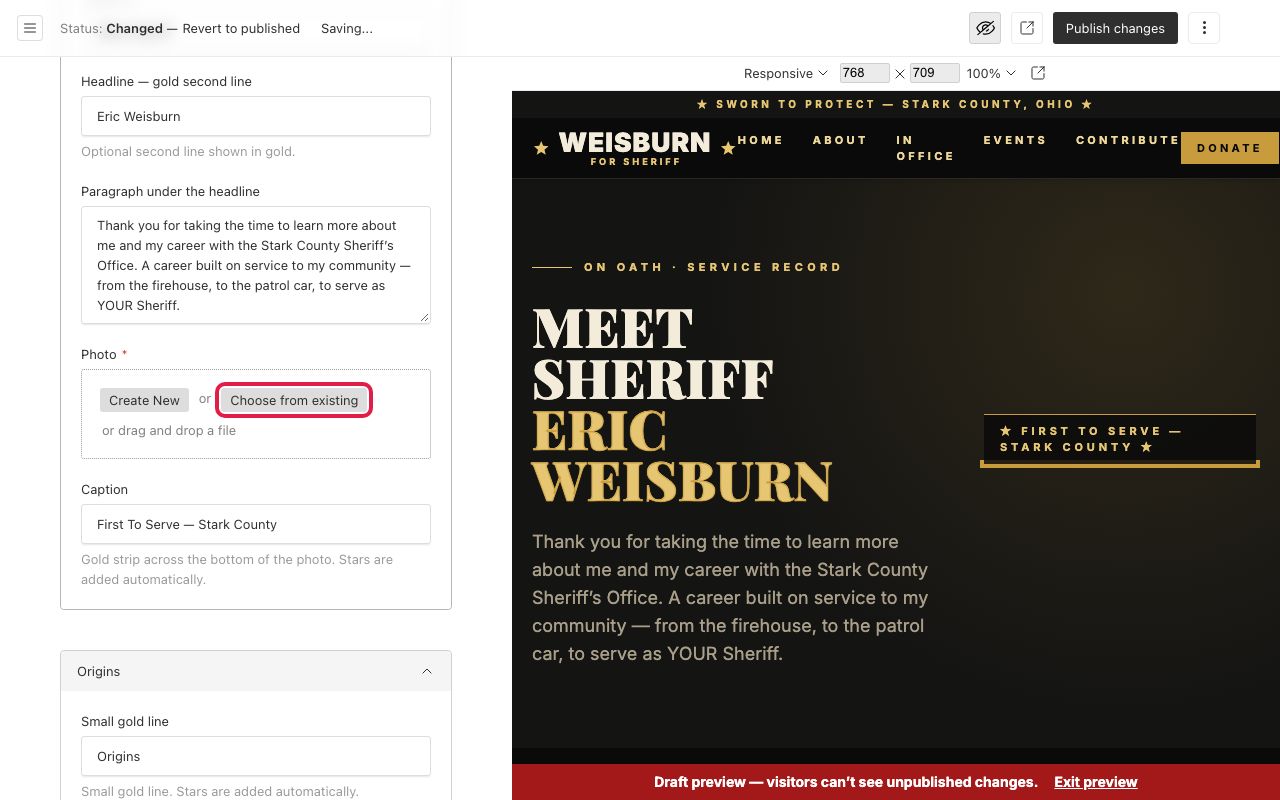 Status: Changed — Revert to published Saving...
Publish changes
Headline — gold second line
Eric Weisburn
Optional second line shown in gold.
Paragraph under the headline
Thank you for taking the time to learn more about
me and my career with the Stark County Sheriff’s
Office. A career built on service to my community —
from the firehouse, to the patrol car, to serve as
YOUR Sheriff.
Photo *
Create New or Choose from existing
or drag and drop a file
Caption
First To Serve — Stark County
Gold strip across the bottom of the photo. Stars are
added automatically.
Origins
Small gold line
Origins
Small gold line. Stars are added automatically.
Responsive 768 × 709 100%
★ SWORN TO PROTECT — STARK COUNTY, OHIO ★
★ WEISBURN ★
FOR SHERIFF
HOME ABOUT IN OFFICE EVENTS CONTRIBUTE DONATE
ON OATH · SERVICE RECORD
MEET
SHERIFF
ERIC
WEISBURN
★ FIRST TO SERVE —
STARK COUNTY ★
Thank you for taking the time to learn more
about me and my career with the Stark County
Sheriff’s Office. A career built on service to my
community — from the firehouse, to the patrol
car, to serve as YOUR Sheriff.
Draft preview — visitors can’t see unpublished changes. Exit preview